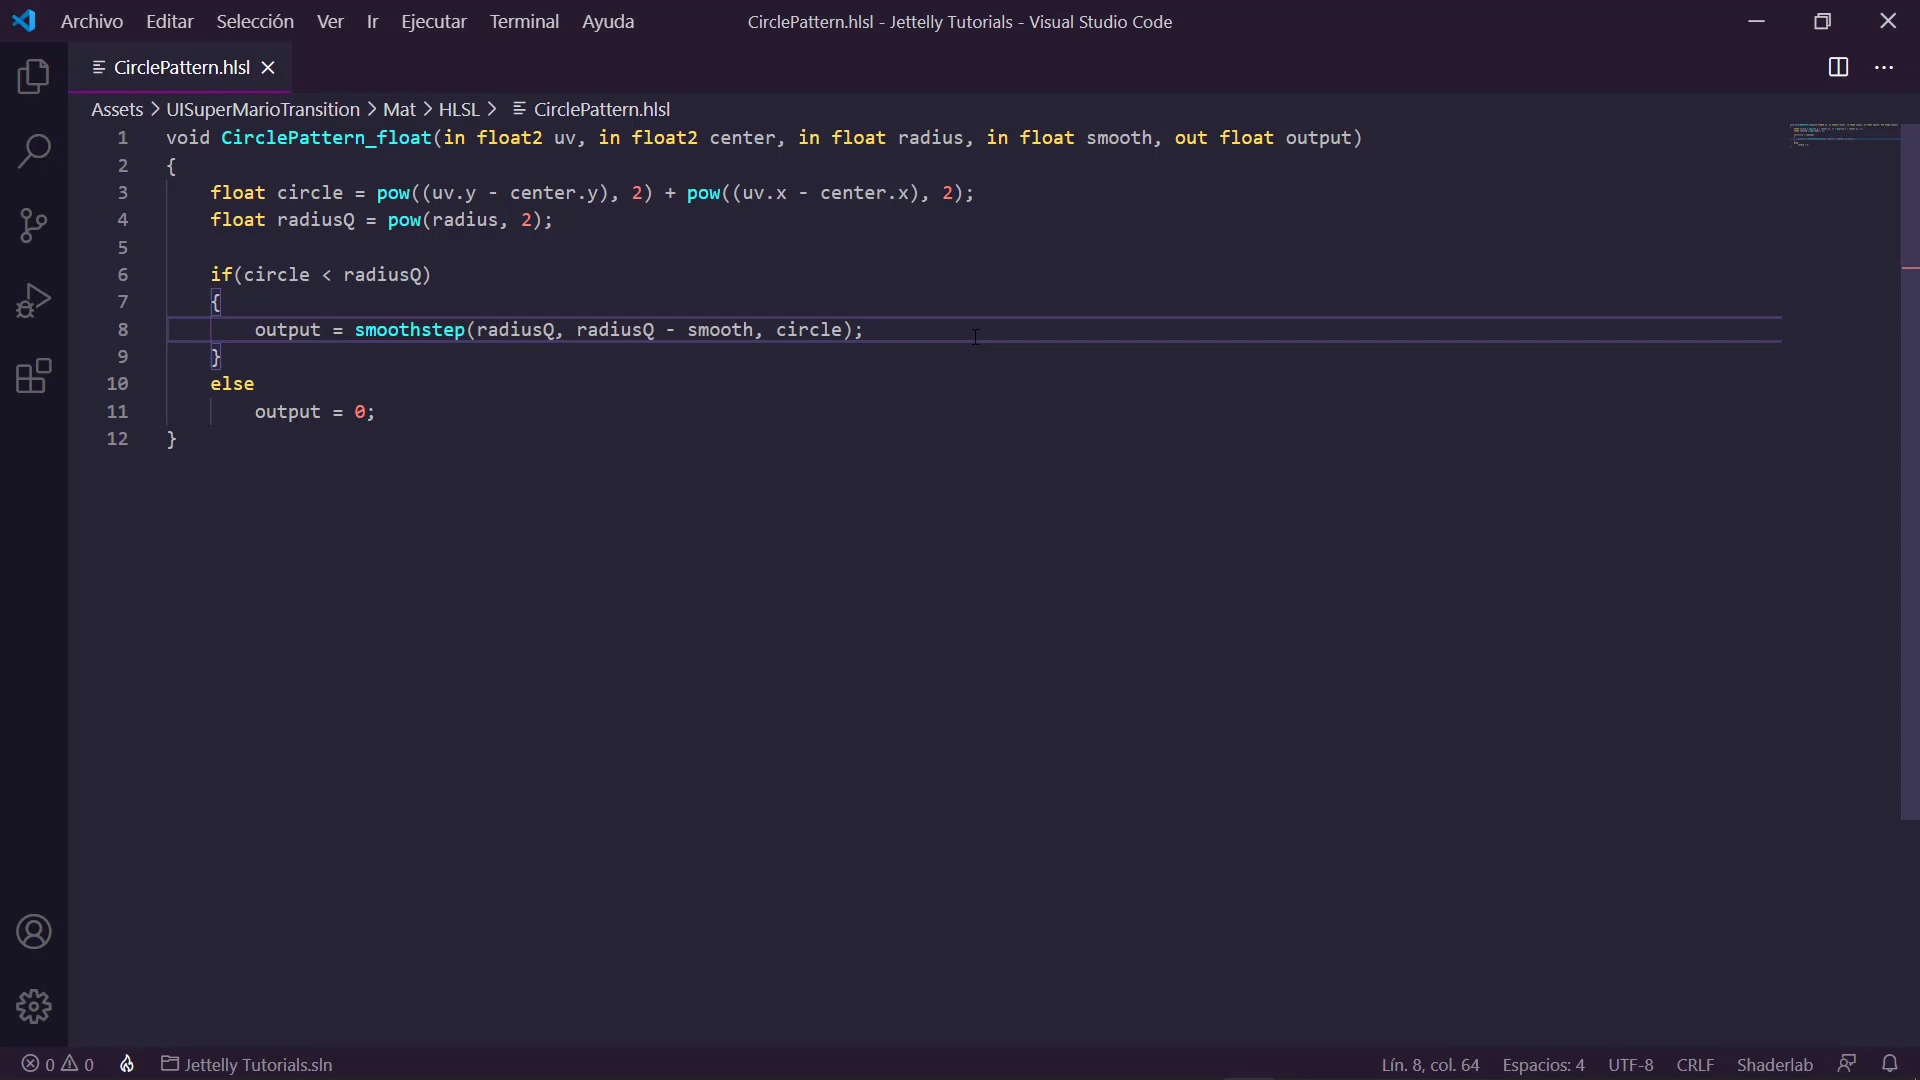 Archivo Editar Selección Ver Ir Ejecutar Terminal Ayuda CirclePattern.hlsl - Jettelly Tutorials - Visual Studio Code
CirclePattern.hlsl
Assets > UISuperMarioTransition > Mat > HLSL > CirclePattern.hlsl
1 void CirclePattern_float(in float2 uv, in float2 center, in float radius, in float smooth, out float output)
2 {
3 float circle = pow((uv.y - center.y), 2) + pow((uv.x - center.x), 2);
4 float radiusQ = pow(radius, 2);
5
6 if(circle < radiusQ)
7 {
8 output = smoothstep(radiusQ, radiusQ - smooth, circle);
9 }
10 else
11 output = 0;
12 }
0 0 Jettelly Tutorials.sln Lín. 8, col. 64 Espacios: 4 UTF-8 CRLF Shaderlab